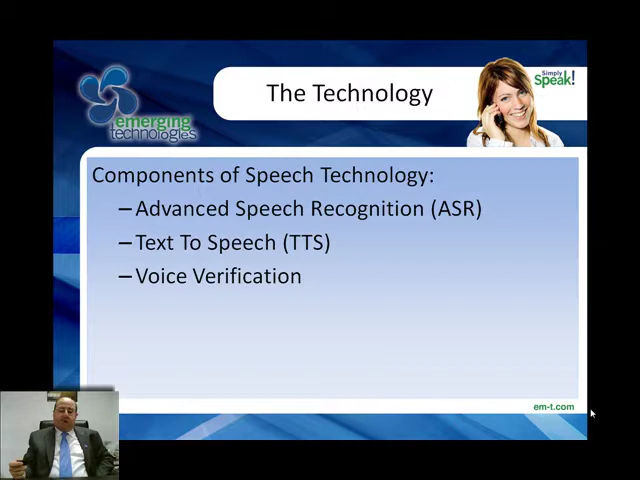 The Technology
Simply
Speak!
emerging
technologies
Components of Speech Technology:
–Advanced Speech Recognition (ASR)
–Text To Speech (TTS)
–Voice Verification
em-t.com